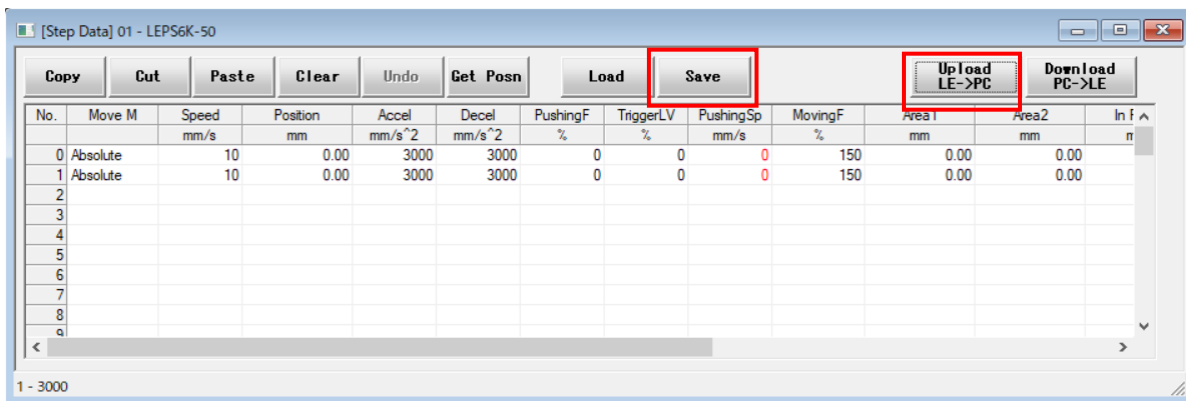 [Step Data] 01 - LEPS6K-50
Copy Cut Paste Clear Undo Get Posn Load Save Upload LE->PC Download PC->LE
No. Move M Speed Position Accel Decel PushingF TriggerLV PushingSp MovingF Area1 Area2 In
mm/s mm mm/s^2 mm/s^2 % % mm/s % mm mm
0 Absolute 10 0.00 3000 3000 0 0 0 150 0.00 0.00
1 Absolute 10 0.00 3000 3000 0 0 0 150 0.00 0.00
2
3
4
5
6
7
8
9
1 - 3000